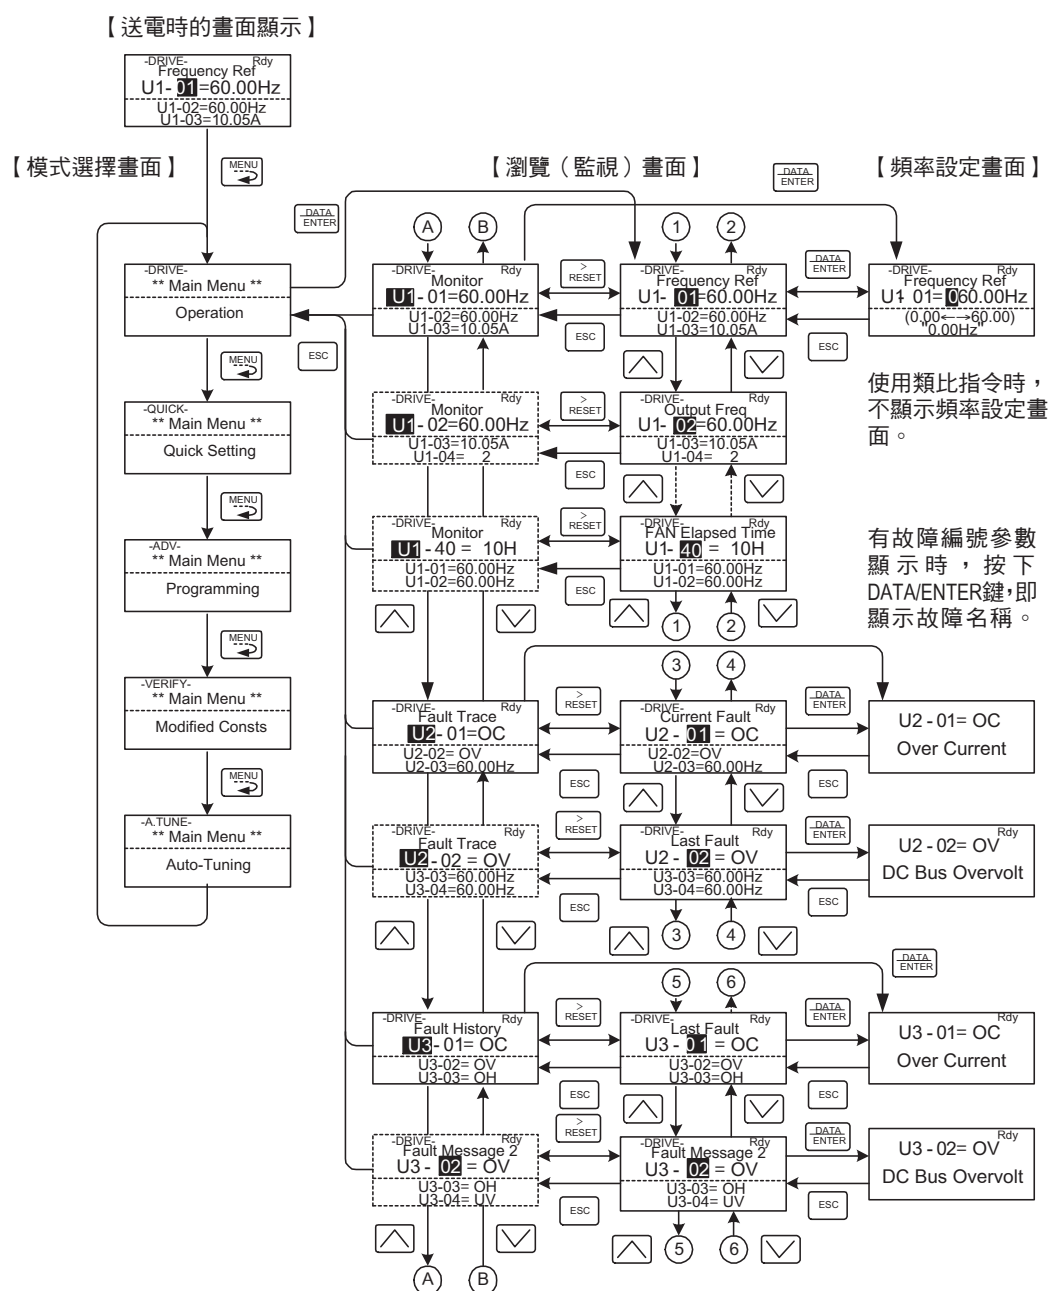 【送電時的畫面顯示】
-DRIVE- Rdy
Frequency Ref
U1- 01=60.00Hz
U1-02=60.00Hz
U1-03=10.05A
【模式選擇畫面】
MENU
【瀏覽（監視）畫面】
DATA
ENTER
【頻率設定畫面】
DATA
ENTER
A
B
1
2
-DRIVE-
** Main Menu **
Operation
-DRIVE- Rdy
Monitor
U1 - 01=60.00Hz
U1-02=60.00Hz
U1-03=10.05A
>
RESET
ESC
-DRIVE- Rdy
Frequency Ref
U1- 01=60.00Hz
U1-02=60.00Hz
U1-03=10.05A
DATA
ENTER
ESC
-DRIVE- Rdy
Frequency Ref
U1- 01= 060.00Hz
(0.00←→60.00)
"0.00Hz"
ESC
MENU
使用類比指令時，
不顯示頻率設定畫
面。
-QUICK-
** Main Menu **
Quick Setting
-DRIVE- Rdy
Monitor
U1 - 02=60.00Hz
U1-03=10.05A
U1-04= 2
>
RESET
ESC
-DRIVE- Rdy
Output Freq
U1- 02=60.00Hz
U1-03=10.05A
U1-04= 2
MENU
-ADV-
** Main Menu **
Programming
-DRIVE- Rdy
Monitor
U1 - 40 = 10H
U1-01=60.00Hz
U1-02=60.00Hz
>
RESET
ESC
-DRIVE- Rdy
FAN Elapsed Time
U1- 40 = 10H
U1-01=60.00Hz
U1-02=60.00Hz
1
2
有故障編號參數
顯示時，按下
DATA/ENTER鍵，即
顯示故障名稱。
MENU
3
4
-VERIFY-
** Main Menu **
Modified Consts
-DRIVE- Rdy
Fault Trace
U2 - 01=OC
U2-02= OV
U2-03=60.00Hz
>
RESET
ESC
-DRIVE- Rdy
Current Fault
U2 - 01 = OC
U2-02=OV
U2-03=60.00Hz
DATA
ENTER
ESC
U2 - 01= OC
Over Current
MENU
-A.TUNE-
** Main Menu **
Auto-Tuning
-DRIVE- Rdy
Fault Trace
U2 - 02 = OV
U3-03=60.00Hz
U3-04=60.00Hz
>
RESET
ESC
-DRIVE- Rdy
Last Fault
U2 - 02 = OV
U3-03=60.00Hz
U3-04=60.00Hz
DATA
ENTER
ESC
Rdy
U2 - 02= OV
DC Bus Overvolt
3
4
DATA
ENTER
5
6
-DRIVE- Rdy
Fault History
U3 - 01= OC
U3-02= OV
U3-03= OH
>
RESET
ESC
-DRIVE- Rdy
Last Fault
U3 - 01 = OC
U3-02=OV
U3-03=OH
DATA
ENTER
ESC
Rdy
U3 - 01= OC
Over Current
-DRIVE- Rdy
Fault Message 2
U3 - 02 = OV
U3-03= OH
U3-04= UV
>
RESET
ESC
-DRIVE- Rdy
Fault Message 2
U3 - 02 = OV
U3-03= OH
U3-04= UV
DATA
ENTER
ESC
Rdy
U3 - 02= OV
DC Bus Overvolt
5
6
A
B